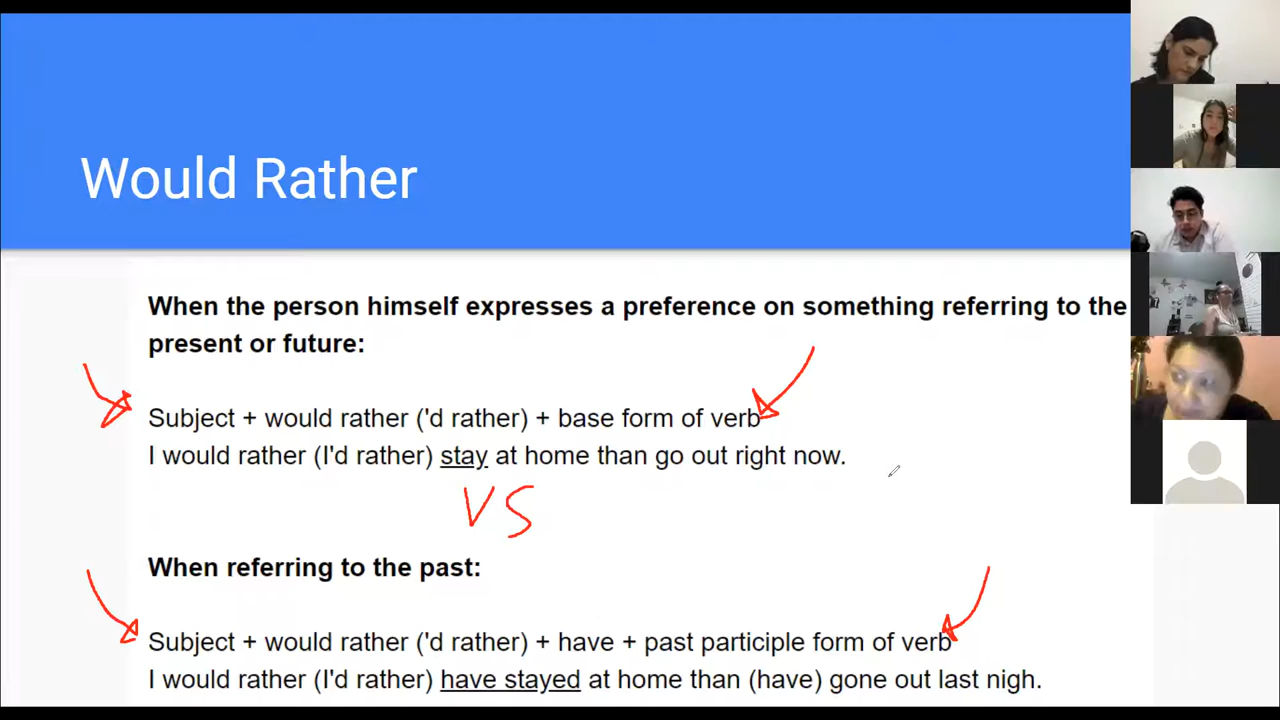 Would Rather
When the person himself expresses a preference on something referring to the
present or future:
Subject + would rather ('d rather) + base form of verb
I would rather (I'd rather) stay at home than go out right now.
VS
When referring to the past:
Subject + would rather ('d rather) + have + past participle form of verb
I would rather (I'd rather) have stayed at home than (have) gone out last nigh.